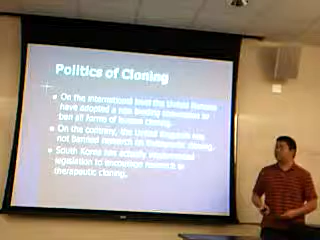 Politics of Cloning
On the international level the United Nations
have adopted a non binding declaration to
ban all forms of human cloning.
On the contrary, the United Kingdom has
not banned research on therapeutic cloning.
South Korea has actually
legislation to encourage research in
therapeutic cloning.